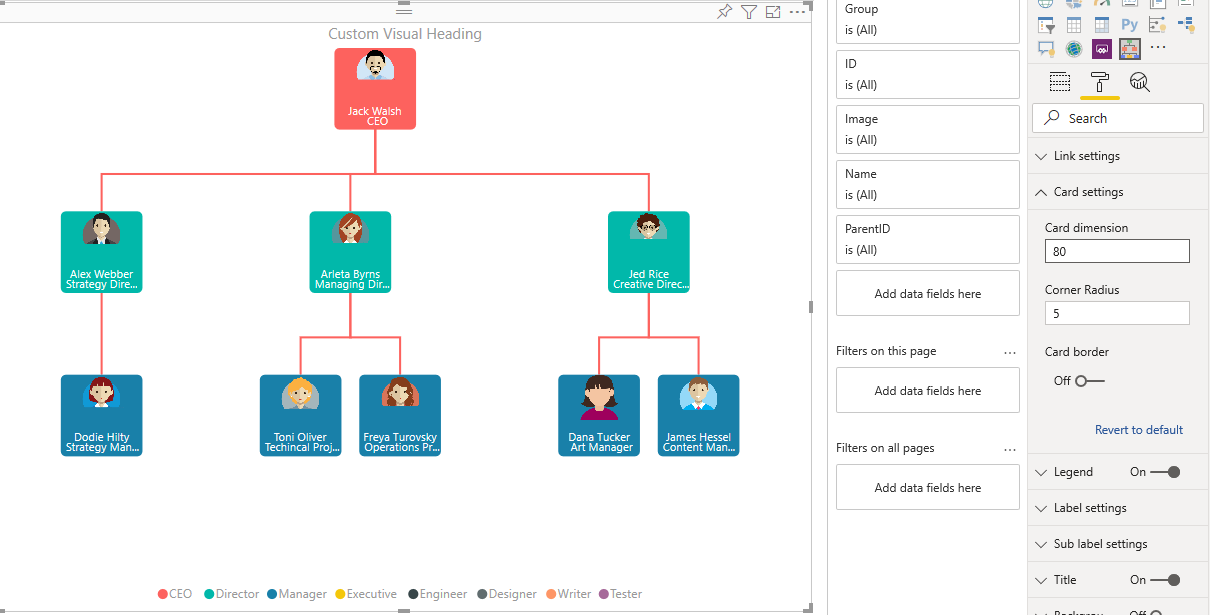 Custom Visual Heading
Jack Walsh
CEO
Alex Webber
Strategy Dire...
Arleta Byrns
Managing Dir...
Jed Rice
Creative Direc...
Dodie Hilty
Strategy Man...
Toni Oliver
Techincal Proj...
Freya Turovsky
Operations Pr...
Dana Tucker
Art Manager
James Hessel
Content Man...
CEO Director Manager Executive Engineer Designer Writer Tester
Group
is (All)
ID
is (All)
Image
is (All)
Name
is (All)
ParentID
is (All)
Add data fields here
Filters on this page ...
Add data fields here
Filters on all pages ...
Add data fields here
Py
...
Search
Link settings
Card settings
Card dimension
80
Corner Radius
5
Card border
Off
Revert to default
Legend On
Label settings
Sub label settings
Title On